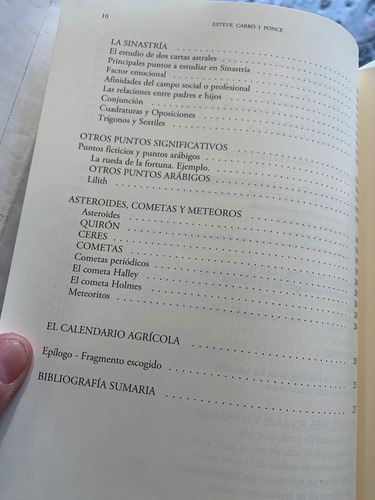 10
ESTEVE CARBÓ I PONCE
LA SINASTRÍA
El estudio de dos cartas astrales
Principales puntos a estudiar en Sinastría
Factor emocional
Afinidades del campo social o profesional
Las relaciones entre padres e hijos
Conjunción
Cuadraturas y Oposiciones
Trígonos y Sextiles
OTROS PUNTOS SIGNIFICATIVOS
Puntos ficticios y puntos arábigos
La rueda de la fortuna. Ejemplo.
OTROS PUNTOS ARÁBIGOS
Lilith
ASTEROIDES, COMETAS Y METEOROS
Asteroides
QUIRÓN
CERES
COMETAS
Cometas periódicos
El cometa Halley
El cometa Holmes
Meteoritos
EL CALENDARIO AGRÍCOLA
Epílogo - Fragmento escogido
BIBLIOGRAFÍA SUMARIA